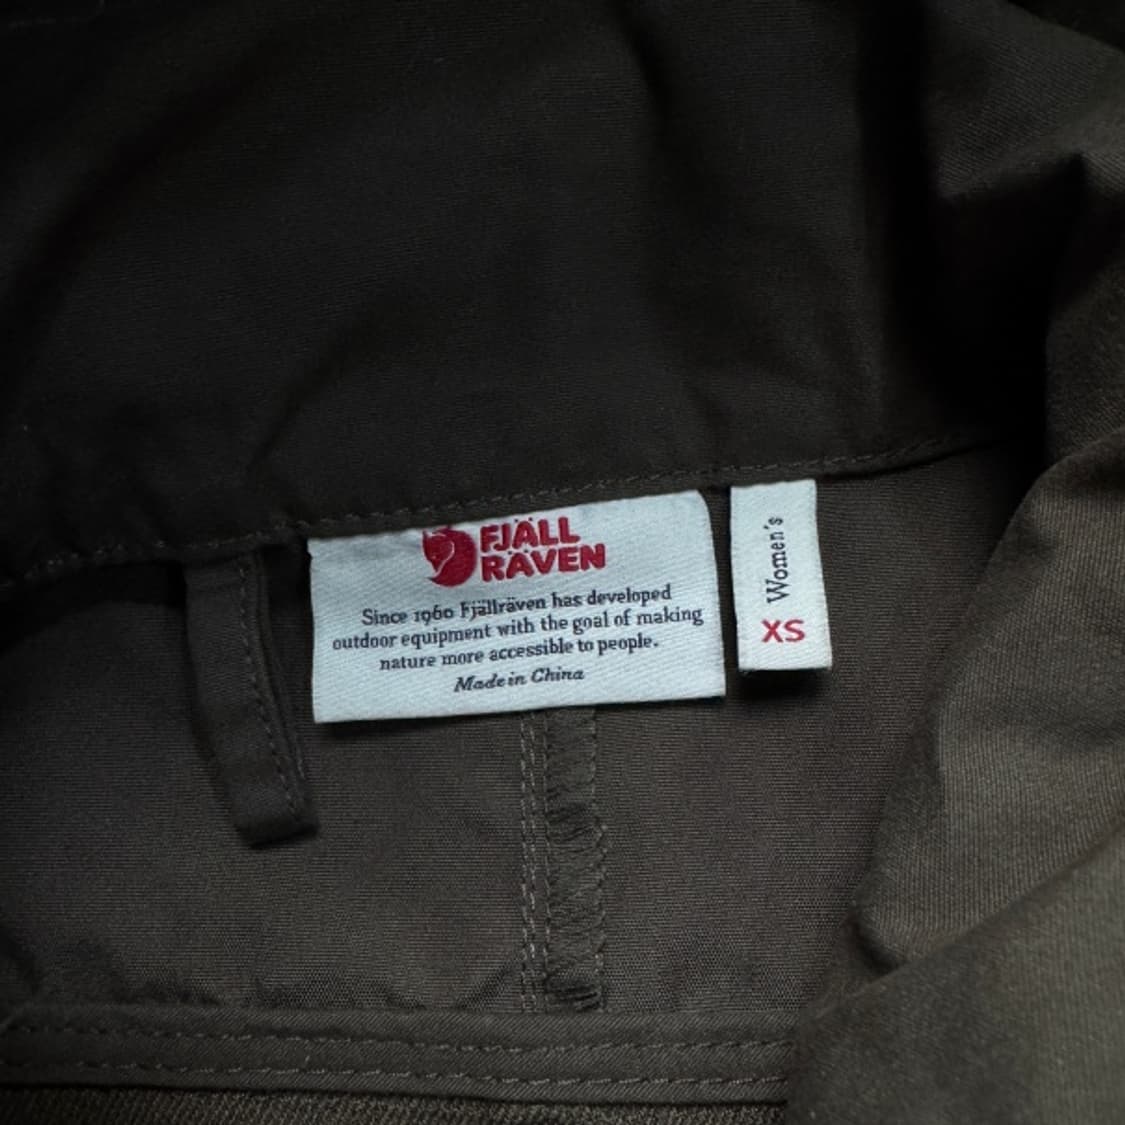 FJÄLL
RÄVEN
Since 1960 Fjällräven has developed
outdoor equipment with the goal of making
nature more accessible to people.
Made in China
Women's
XS